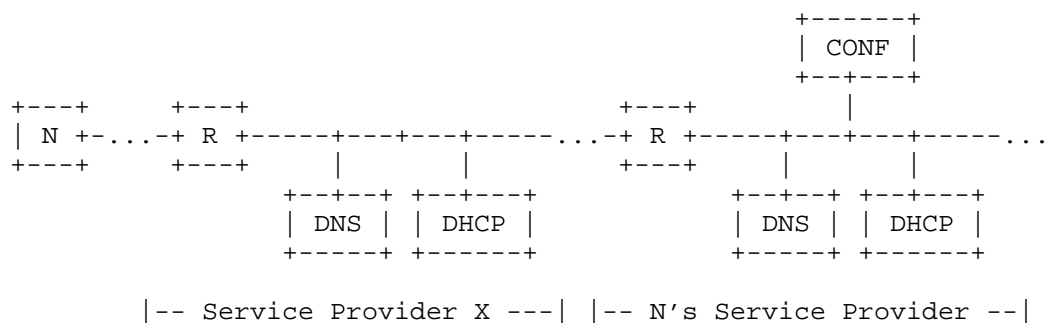 +------+
                                                 | CONF |
                                                 +--+---+
+---+     +---+                        +---+        |
| N +-...-+ R +-----+---+---+-----...-+ R +-----+---+---+-----...
+---+     +---+     |       |          +---+     |       |
                 +--+--+ +--+---+             +--+--+ +--+---+
                 | DNS | | DHCP |             | DNS | | DHCP |
                 +-----+ +------+             +-----+ +------+
|-- Service Provider X ---| |-- N's Service Provider --|